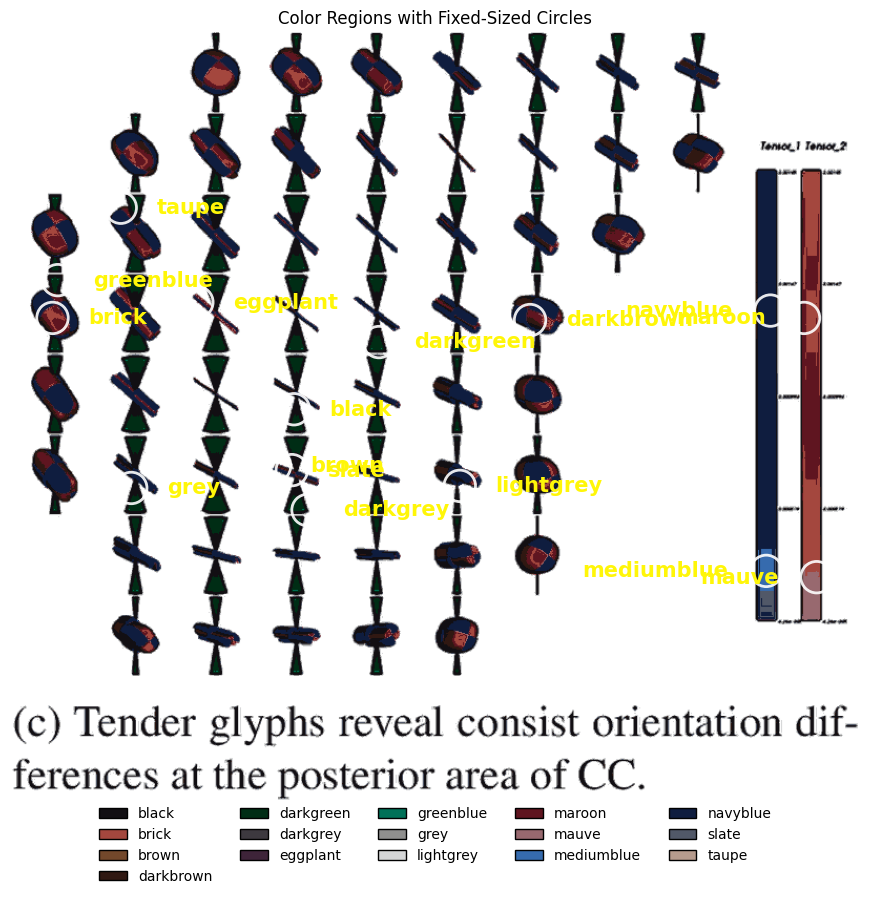 Color Regions with Fixed-Sized Circles
Tensor_1 Tensor_2
taupe
greenblue
eggplant
brick
navyblue
darkbrown
maroon
darkgreen
black
brown
slate
grey
lightgrey
darkgrey
mediumblue
mauve
(c) Tender glyphs reveal consist orientation dif-
ferences at the posterior area of CC.
black darkgreen greenblue maroon navyblue
brick darkgrey grey mauve slate
brown eggplant lightgrey mediumblue taupe
darkbrown